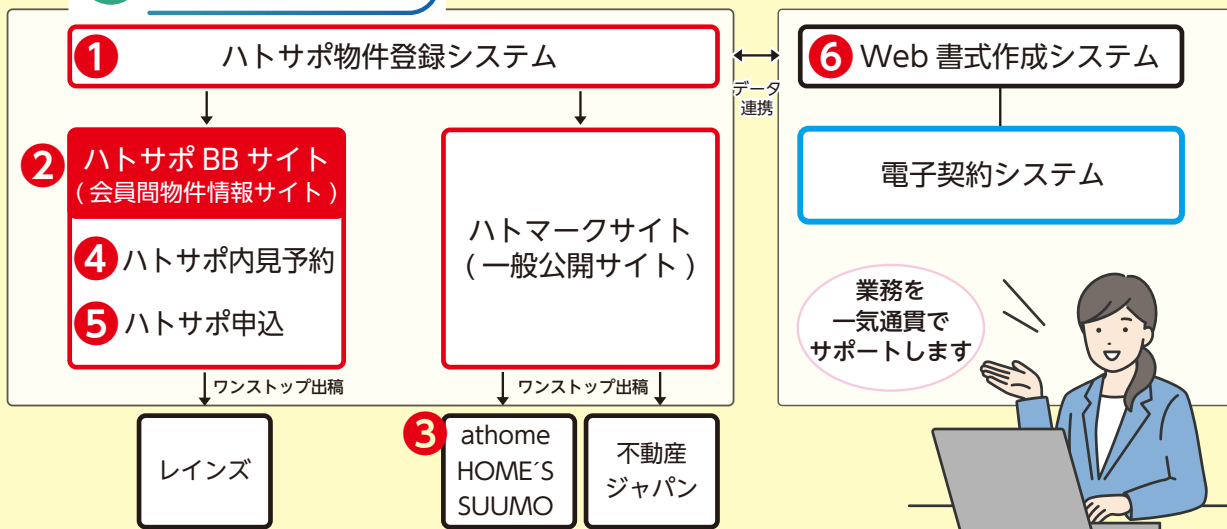 1 ハトサポ物件登録システム
データ
連携
6 Web 書式作成システム
2 ハトサポ BB サイト
( 会員間物件情報サイト )
4 ハトサポ内見予約
5 ハトサポ申込
ハトマークサイト
( 一般公開サイト )
電子契約システム
業務を
一気通貫で
サポートします
ワンストップ出稿
ワンストップ出稿
レインズ
3 athome
HOME´S
SUUMO
不動産
ジャパン